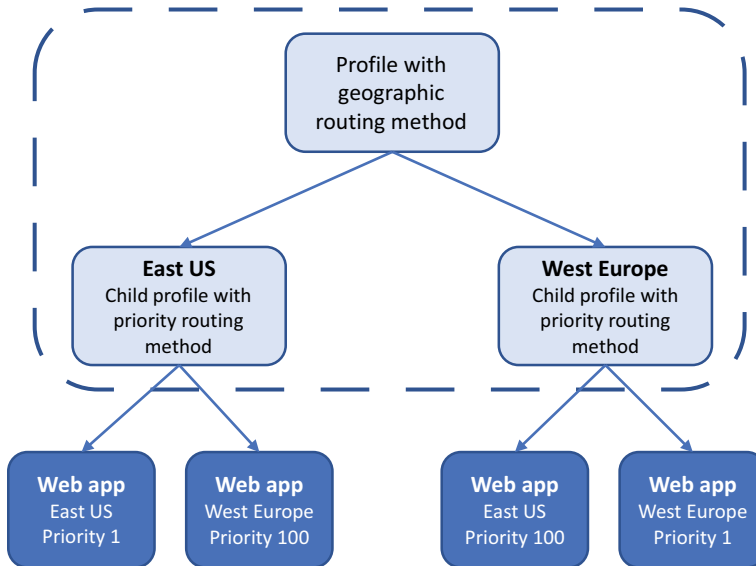 Profile with
geographic
routing method
East US
Child profile with
priority routing
method
West Europe
Child profile with
priority routing
method
Web app
East US
Priority 1
Web app
West Europe
Priority 100
Web app
East US
Priority 100
Web app
West Europe
Priority 1